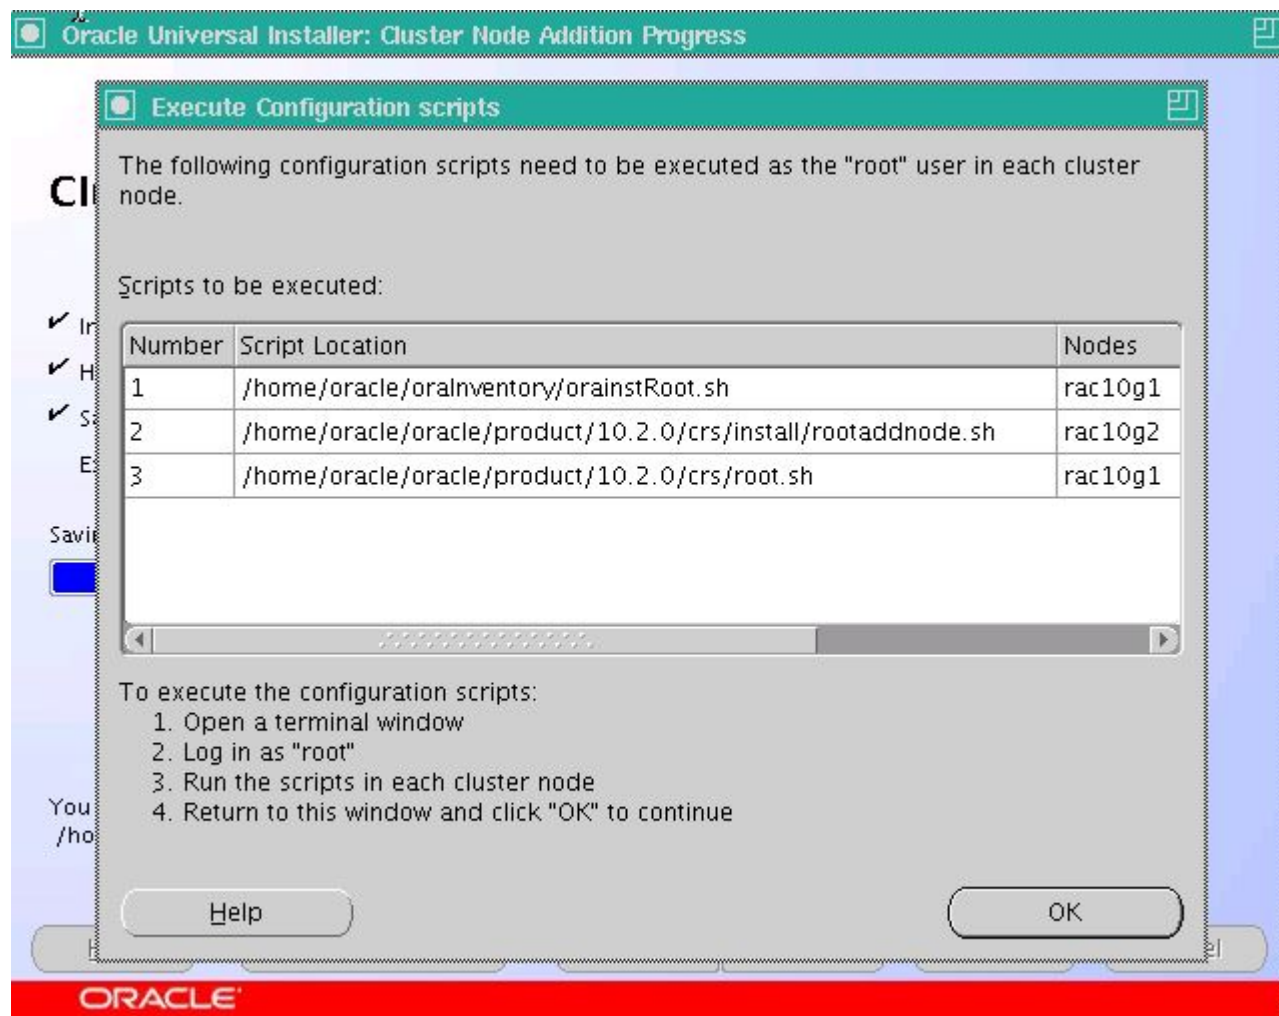 Oracle Universal Installer: Cluster Node Addition Progress
Execute Configuration scripts
The following configuration scripts need to be executed as the "root" user in each cluster
node.
Scripts to be executed:
Number Script Location Nodes
1 /home/oracle/oraInventory/orainstRoot.sh rac10g1
2 /home/oracle/oracle/product/10.2.0/crs/install/rootaddnode.sh rac10g2
3 /home/oracle/oracle/product/10.2.0/crs/root.sh rac10g1
To execute the configuration scripts:
1. Open a terminal window
2. Log in as "root"
3. Run the scripts in each cluster node
4. Return to this window and click "OK" to continue
You
/ho
Help OK
ORACLE